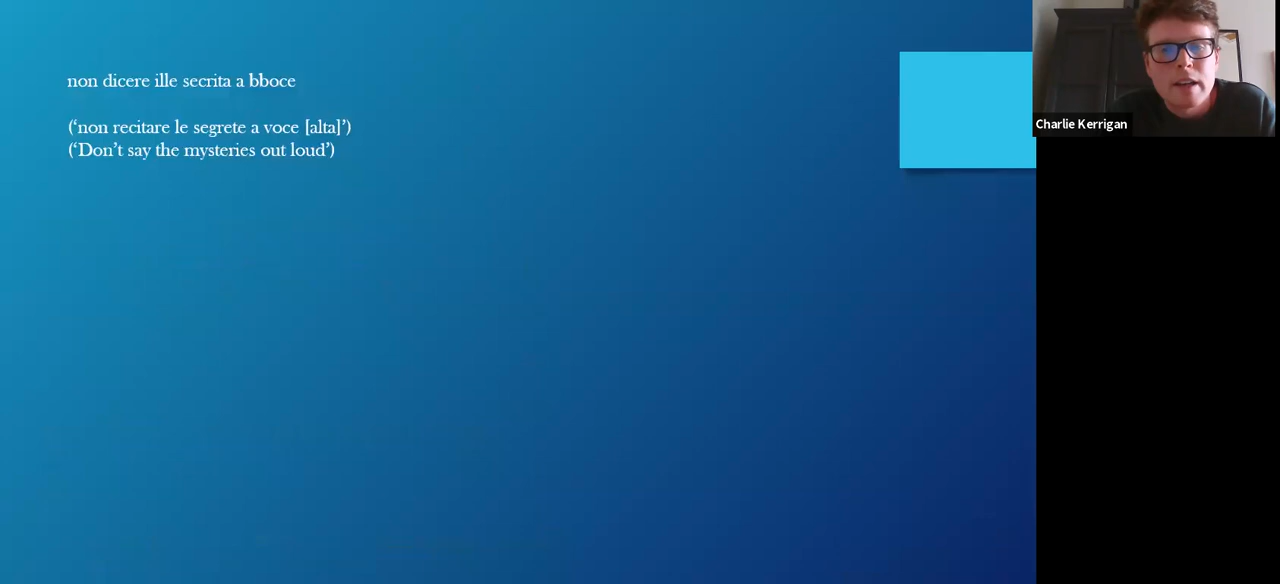 non dicere ille secrita a bboce
(‘non recitare le segrete a voce [alta]’)
(‘Don’t say the mysteries out loud’)
Charlie Kerrigan